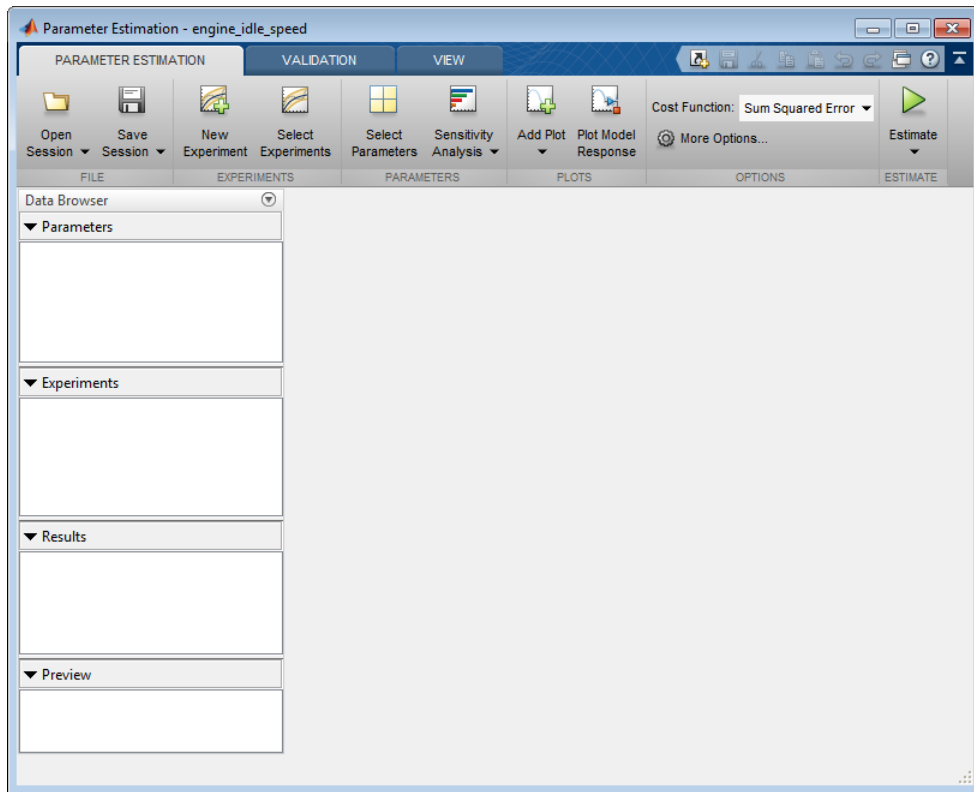 Parameter Estimation - engine_idle_speed
PARAMETER ESTIMATION VALIDATION VIEW
Open Save New Select Select Sensitivity Add Plot Plot Model Cost Function: Sum Squared Error Estimate
Session Session Experiment Experiments Parameters Analysis Response More Options...
FILE EXPERIMENTS PARAMETERS PLOTS OPTIONS ESTIMATE
Data Browser
Parameters
Experiments
Results
Preview